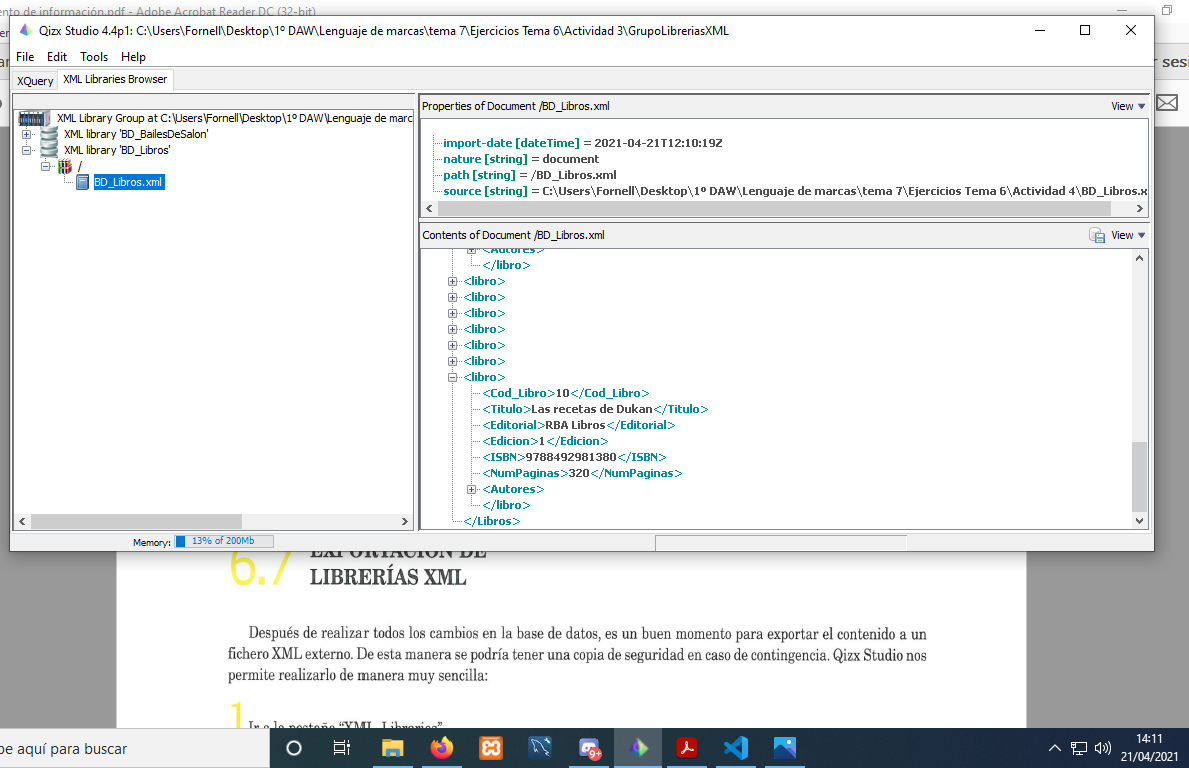 ento de información.pdf - Adobe Acrobat Reader DC (32-bit)
Qizx Studio 4.4p1: C:\Users\Fornell\Desktop\1º DAW\Lenguaje de marcas\tema 7\Ejercicios Tema 6\Actividad 3\GrupoLibreriasXML
File Edit Tools Help
r sesi
XQuery XML Libraries Browser
XML Library Group at C:\Users\Fornell\Desktop\1º DAW\Lenguaje de marc
XML library 'BD_BailesDeSalon'
XML library 'BD_Libros'
/
BD_Libros.xml
Properties of Document /BD_Libros.xml View
import-date [dateTime] = 2021-04-21T12:10:19Z
nature [string] = document
path [string] = /BD_Libros.xml
source [string] = C:\Users\Fornell\Desktop\1º DAW\Lenguaje de marcas\tema 7\Ejercicios Tema 6\Actividad 4\BD_Libros.x
Contents of Document /BD_Libros.xml View
<Autores>
</libro>
<libro>
<libro>
<libro>
<libro>
<libro>
<libro>
<libro>
<Cod_Libro>10</Cod_Libro>
<Titulo>Las recetas de Dukan</Titulo>
<Editorial>RBA Libros</Editorial>
<Edicion>1</Edicion>
<ISBN>9788492981380</ISBN>
<NumPaginas>320</NumPaginas>
<Autores>
</libro>
</Libros>
Memory: 13% of 200Mb
6.7 EXPORTACIÓN DE
LIBRERÍAS XML
Después de realizar todos los cambios en la base de datos, es un buen momento para exportar el contenido a un
fichero XML externo. De esta manera se podría tener una copia de seguridad en caso de contingencia. Qizx Studio nos
permite realizarlo de manera muy sencilla:
1 Ir a la pestaña "XML Libraries"
be aquí para buscar
9+
14:11
21/04/2021